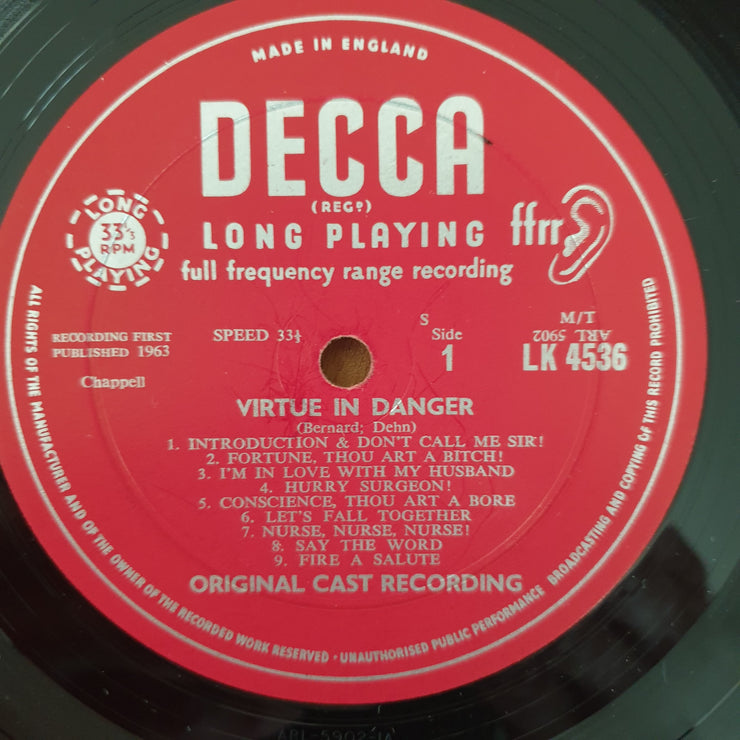 MADE IN ENGLAND
DECCA
(REGD)
LONG PLAYING
ffrr
full frequency range recording
LONG
33⅓
RPM
PLAYING
RECORDING FIRST
PUBLISHED 1963
Chappell
SPEED 33⅓
S
Side
1
M/T
ARL 5902
LK 4536
VIRTUE IN DANGER
(Bernard; Dehn)
1. INTRODUCTION & DON'T CALL ME SIR!
2. FORTUNE, THOU ART A BITCH!
3. I'M IN LOVE WITH MY HUSBAND
4. HURRY SURGEON!
5. CONSCIENCE, THOU ART A BORE
6. LET'S FALL TOGETHER
7. NURSE, NURSE, NURSE!
8. SAY THE WORD
9. FIRE A SALUTE
ORIGINAL CAST RECORDING
ALL RIGHTS OF THE MANUFACTURER AND OF THE OWNER OF THE RECORDED WORK RESERVED · UNAUTHORISED PUBLIC PERFORMANCE BROADCASTING AND COPYING OF THIS RECORD PROHIBITED